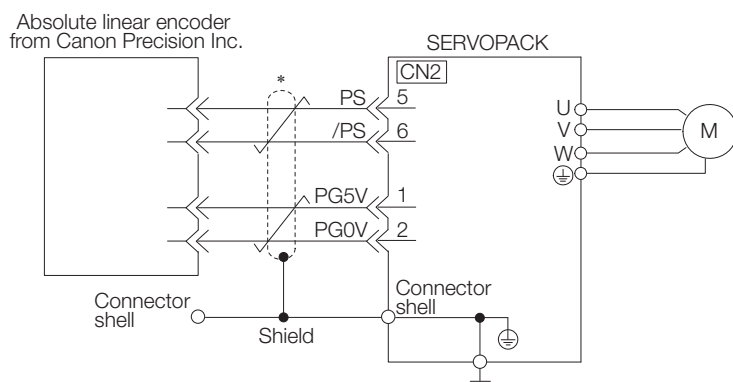 Absolute linear encoder
from Canon Precision Inc.
SERVOPACK
CN2
*
PS 5
/PS 6
PG5V 1
PG0V 2
U
V
W
M
Connector
shell
Shield
Connector
shell